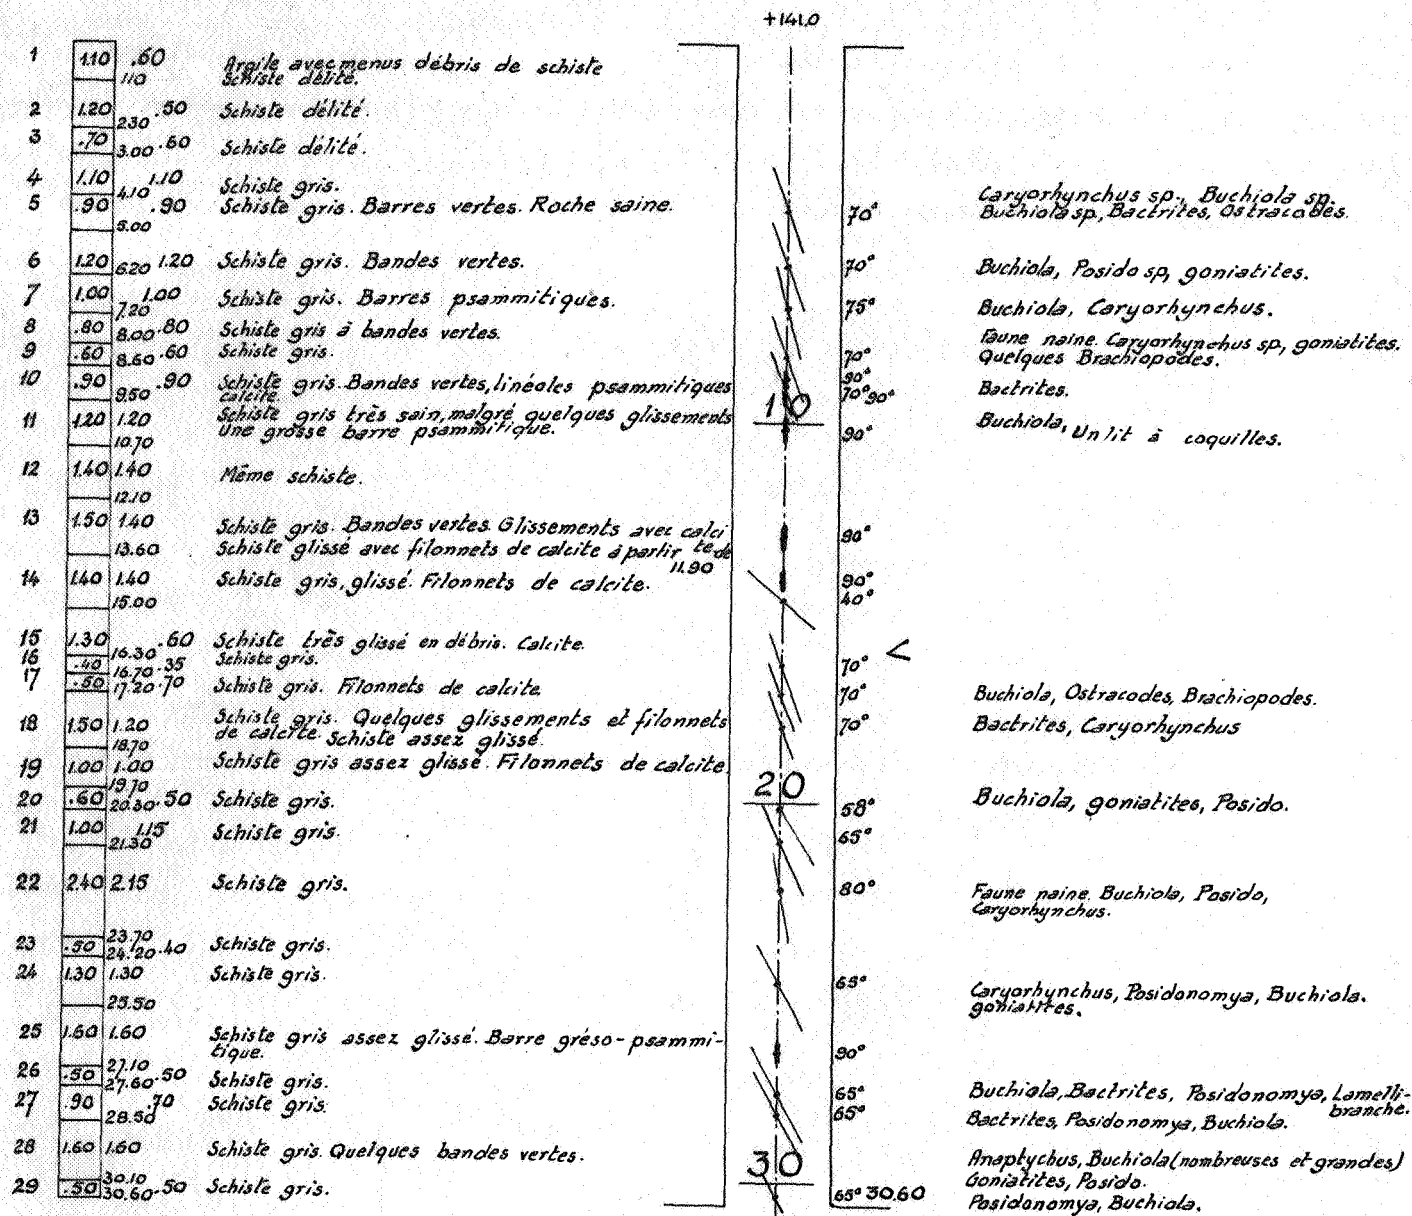 +141.0
1 1.10 .60 Argile avec menus débris de schiste
1.10 Schiste délité.
2 1.20 .50 Schiste délité.
2.30
3 .70 3.00 .60 Schiste délité.
4 1.10 4.10 1.10 Schiste gris. Caryorhynchus sp., Buchiola sp.
5 .90 .90 Schiste gris. Barres vertes. Roche saine. 70° Buchiola sp., Bactrites, Ostracodes.
5.00
6 1.20 6.20 1.20 Schiste gris. Bandes vertes. 70° Buchiola, Posido sp, goniatites.
7 1.00 7.20 1.00 Schiste gris. Barres psammitiques. 75° Buchiola, Caryorhynchus.
8 .80 8.00 .80 Schiste gris à bandes vertes. Faune naine. Caryorhynchus sp, goniatites.
9 .60 8.60 .60 Schiste gris. 70° Quelques Brachiopodes.
10 .90 9.50 .90 Schiste gris. Bandes vertes, linéoles psammitiques 90° 70° 90° Bactrites.
calcite.
10
11 1.20 1.20 Schiste gris très sain, malgré quelques glissements
10.70 Une grosse barre psammitique. 90° Buchiola, Un lit à coquilles.
12 1.40 1.40 Même schiste.
12.10
13 1.50 1.40 Schiste gris. Bandes vertes. Glissements avec calci 90°
13.60 Schiste glissé avec filonnets de calcite à partir te de
11.90
14 1.40 1.40 Schiste gris, glissé. Filonnets de calcite. 90°
15.00 40°
15 1.30 16.30 .60 Schiste très glissé en débris. Calcite.
16 .40 16.70 .35 Schiste gris. 70° <
17 .50 17.20 .70 Schiste gris. Filonnets de calcite. 70° Buchiola, Ostracodes, Brachiopodes.
18 1.50 1.20 Schiste gris. Quelques glissements et filonnets 70° Bactrites, Caryorhynchus
18.70 de calcite. Schiste assez glissé.
19 1.00 1.00 Schiste gris assez glissé. Filonnets de calcite.
19.70
20
20 .60 20.30 .50 Schiste gris. 58° Buchiola, goniatites, Posido.
21 1.00 21.30 1.15 Schiste gris. 65°
22 2.40 2.15 Schiste gris. 80° Faune naine. Buchiola, Posido,
Caryorhynchus.
23.70
23 .50 24.20 .40 Schiste gris.
24 1.30 1.30 Schiste gris. 65° Caryorhynchus, Posidonomya, Buchiola.
25.50 goniatites.
25 1.60 1.60 Schiste gris assez glissé. Barre gréso-psammi-
tique. 90°
27.10
26 .50 27.60 .50 Schiste gris. 65° Buchiola, Bactrites, Posidonomya, Lamelli-
branche.
27 .90 28.50 70 Schiste gris. 65° Bactrites, Posidonomya, Buchiola.
28 1.60 1.60 Schiste gris. Quelques bandes vertes. Anaptychus, Buchiola (nombreuses et grandes)
30
30.10 Goniatites, Posido.
29 .50 30.60 .50 Schiste gris. 65° 30.60 Posidonomya, Buchiola.